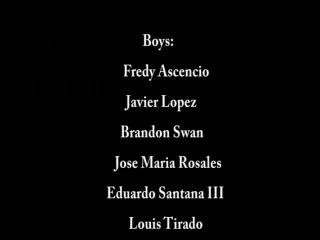 Boys:
Fredy Ascencio
Javier Lopez
Brandon Swan
Jose Maria Rosales
Eduardo Santana III
Louis Tirado